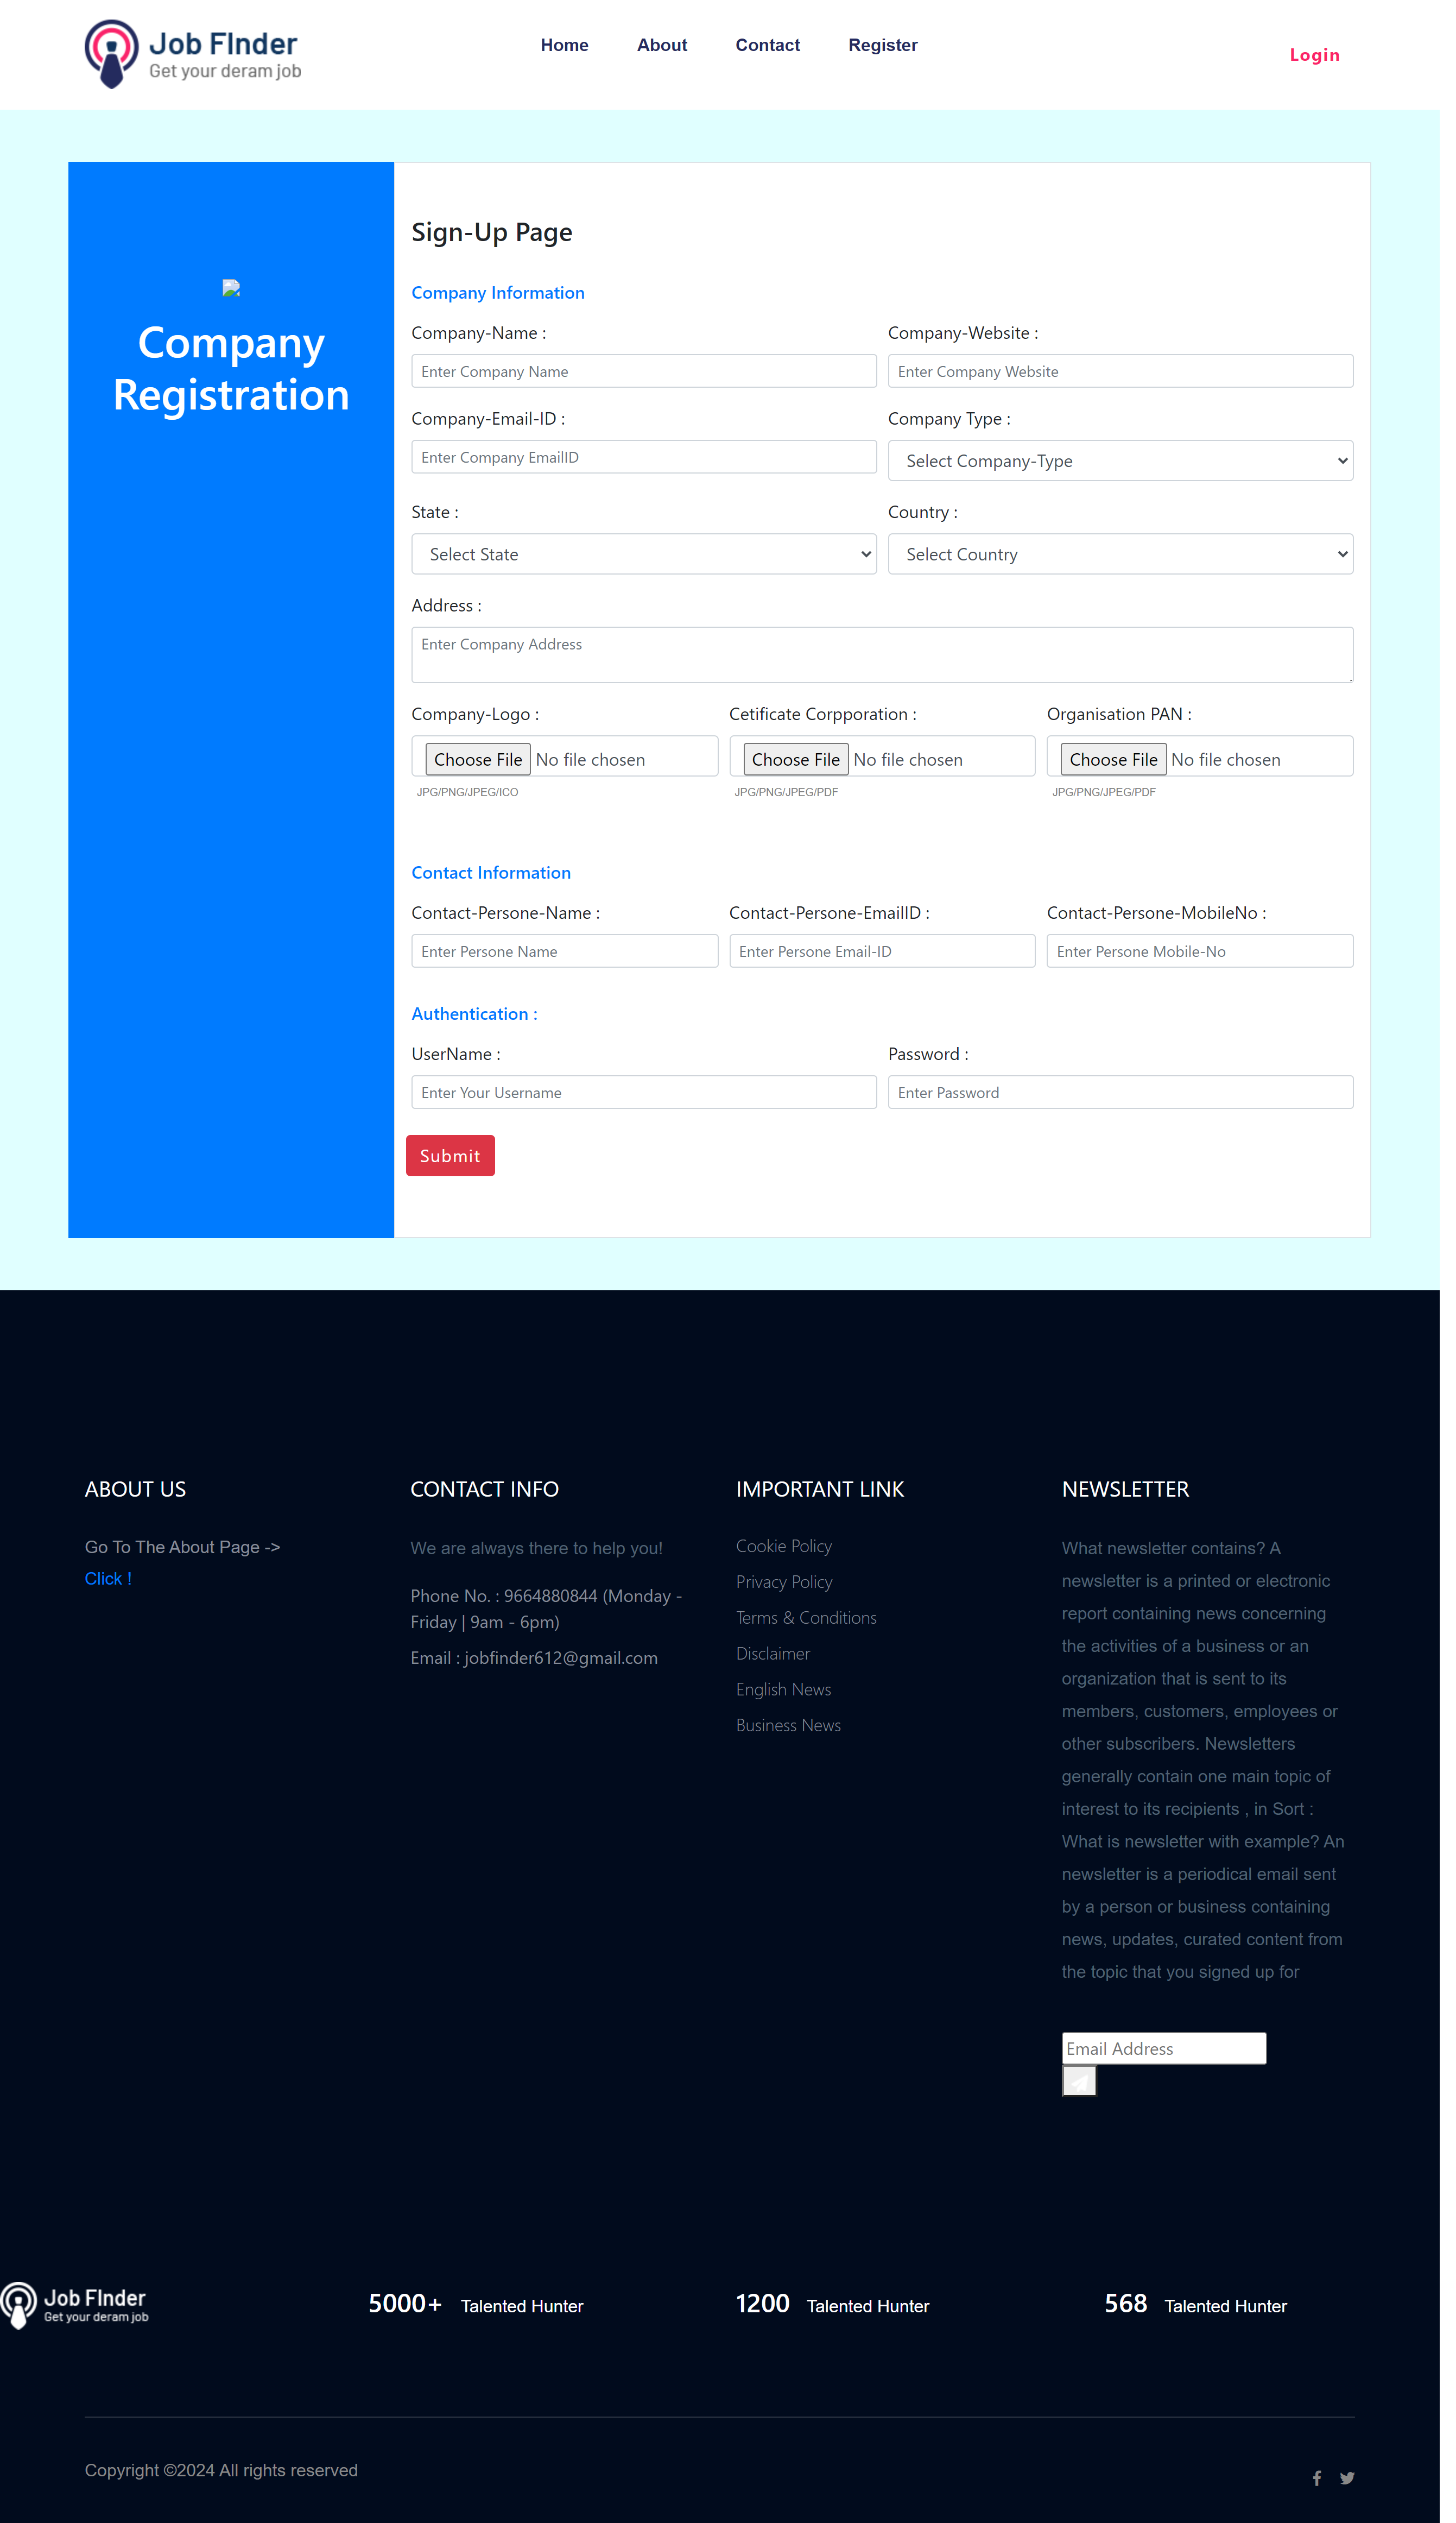 Job FInder
Get your deram job
Home About Contact Register
Login
Company
Registration
Sign-Up Page
Company Information
Company-Name : Company-Website :
Enter Company Name Enter Company Website
Company-Email-ID : Company Type :
Enter Company EmailID Select Company-Type
State : Country :
Select State Select Country
Address :
Enter Company Address
Company-Logo : Cetificate Corpporation : Organisation PAN :
Choose File No file chosen Choose File No file chosen Choose File No file chosen
JPG/PNG/JPEG/ICO JPG/PNG/JPEG/PDF JPG/PNG/JPEG/PDF
Contact Information
Contact-Persone-Name : Contact-Persone-EmailID : Contact-Persone-MobileNo :
Enter Persone Name Enter Persone Email-ID Enter Persone Mobile-No
Authentication :
UserName : Password :
Enter Your Username Enter Password
Submit
ABOUT US
Go To The About Page ->
Click !
CONTACT INFO
We are always there to help you!
Phone No. : 9664880844 (Monday -
Friday | 9am - 6pm)
Email : jobfinder612@gmail.com
IMPORTANT LINK
Cookie Policy
Privacy Policy
Terms & Conditions
Disclaimer
English News
Business News
NEWSLETTER
What newsletter contains? A
newsletter is a printed or electronic
report containing news concerning
the activities of a business or an
organization that is sent to its
members, customers, employees or
other subscribers. Newsletters
generally contain one main topic of
interest to its recipients , in Sort :
What is newsletter with example? An
newsletter is a periodical email sent
by a person or business containing
news, updates, curated content from
the topic that you signed up for
Email Address
Job FInder
Get your deram job
5000+ Talented Hunter
1200 Talented Hunter
568 Talented Hunter
Copyright ©2024 All rights reserved